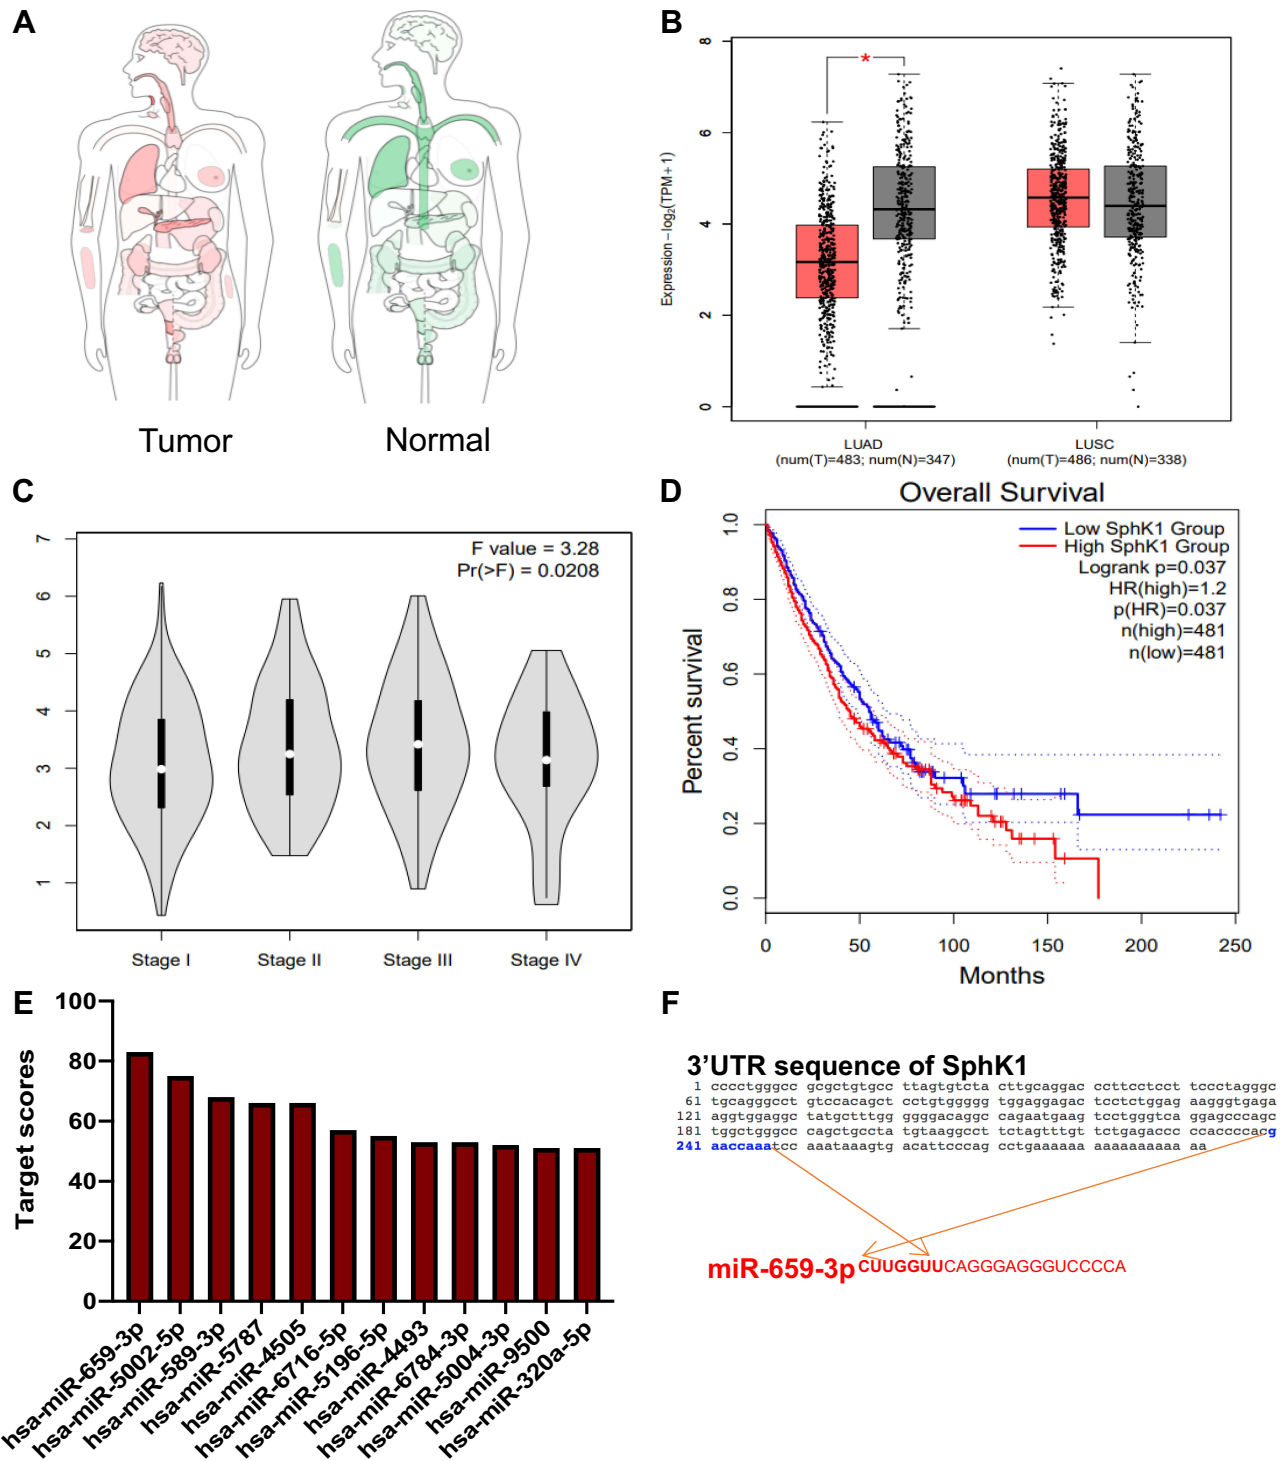 A
Tumor
Normal
B
Expression – log2(TPM + 1)
8
6
4
2
0
*
LUAD
(num(T)=483; num(N)=347)
LUSC
(num(T)=486; num(N)=338)
C
7
6
5
4
3
2
1
F value = 3.28
Pr(>F) = 0.0208
Stage I
Stage II
Stage III
Stage IV
D
Overall Survival
Percent survival
1.0
0.8
0.6
0.4
0.2
0.0
Low SphK1 Group
High SphK1 Group
Logrank p=0.037
HR(high)=1.2
p(HR)=0.037
n(high)=481
n(low)=481
0 50 100 150 200 250
Months
E
Target scores
100
80
60
40
20
0
hsa-miR-659-3p
hsa-miR-5002-5p
hsa-miR-589-3p
hsa-miR-5787
hsa-miR-4505
hsa-miR-6716-5p
hsa-miR-5196-5p
hsa-miR-4493
hsa-miR-6784-3p
hsa-miR-5004-3p
hsa-miR-9500
hsa-miR-320a-5p
F
3’UTR sequence of SphK1
1 cccctgggcc gcgctgtgcc ttagtgtcta cttgcaggac ccttcctcct tccctagggc
61 tgcagggcct gtccacagct cctgtggggg tggaggagac tcctctggag aagggtgaga
121 aggtggaggc tatgctttgg ggggacaggc cagaatgaag tcctgggtca ggagcccagc
181 tggctgggcc cagctgccta tgtaaggcct tctagtttgt tctgagaccc ccaccccacg
241 aaccaaatcc aaataaagtg acattcccag cctgaaaaaa aaaaaaaaaa aa
miR-659-3p CUUGGUUCAGGGAGGGUCCCCA